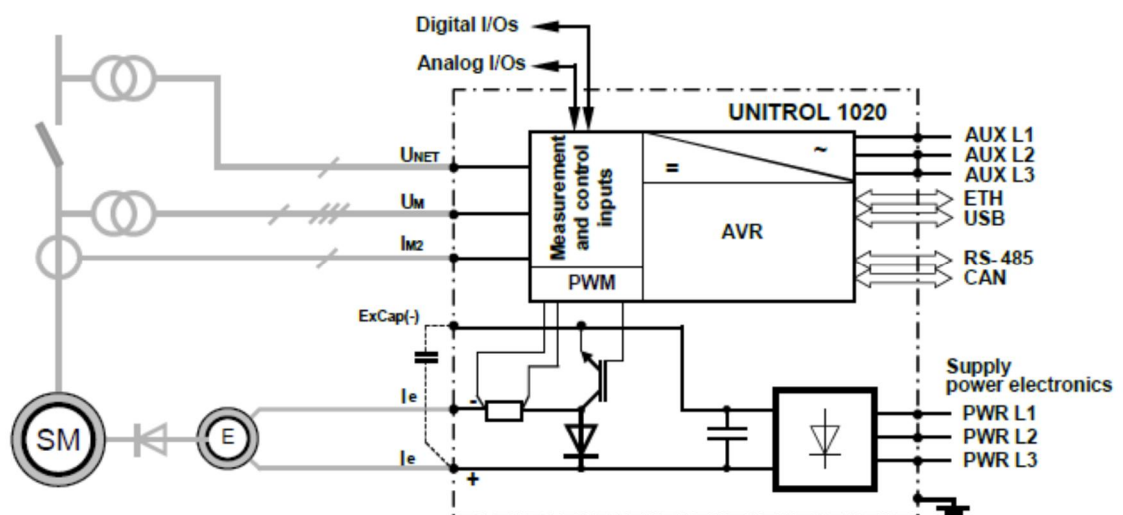 Digital I/Os
Analog I/Os
UNITROL 1020
UNET
UM
IM2
Measurement
and control
inputs
=
~
AVR
PWM
AUX L1
AUX L2
AUX L3
ETH
USB
RS- 485
CAN
ExCap(-)
Ie
-
Ie
+
SM
E
Supply
power electronics
PWR L1
PWR L2
PWR L3